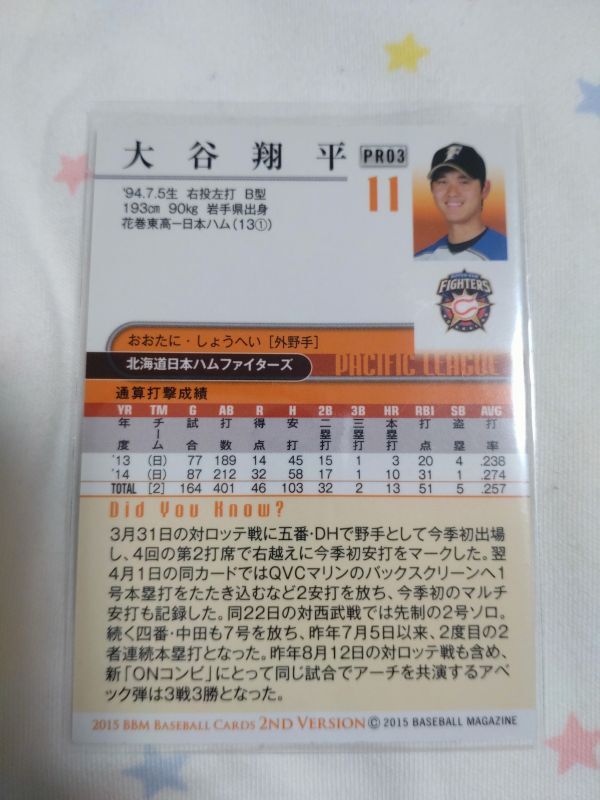 大谷翔平 PR03
11
'94.7.5生 右投左打 B型
193cm 90kg 岩手県出身
花巻東高ー日本ハム(13①)
F
FIGHTERS
おおたに・しょうへい [外野手]
北海道日本ハムファイターズ PACIFIC LEAGUE
通算打撃成績
YR TM G AB R H 2B 3B HR RBI SB AVG
年度 チーム 試合 打数 得点 安打 二塁打 三塁打 本塁打 打点 盗塁 打率
'13 (日) 77 189 14 45 15 1 3 20 4 .238
'14 (日) 87 212 32 58 17 1 10 31 1 .274
TOTAL [2] 164 401 46 103 32 2 13 51 5 .257
Did You Know?
3月31日の対ロッテ戦に五番・DHで野手として今季初出場
し、4回の第2打席で右越えに今季初安打をマークした。翌
4月1日の同カードではQVCマリンのバックスクリーンへ1
号本塁打をたたき込むなど2安打を放ち、今季初のマルチ
安打も記録した。同22日の対西武戦では先制の2号ソロ。
続く四番・中田も7号を放ち、昨年7月5日以来、2度目の2
者連続本塁打となった。昨年8月12日の対ロッテ戦も含め、
新「ONコンビ」にとって同じ試合でアーチを共演するアベ
ック弾は3戦3勝となった。
2015 BBM BASEBALL CARDS 2ND VERSION © 2015 BASEBALL MAGAZINE